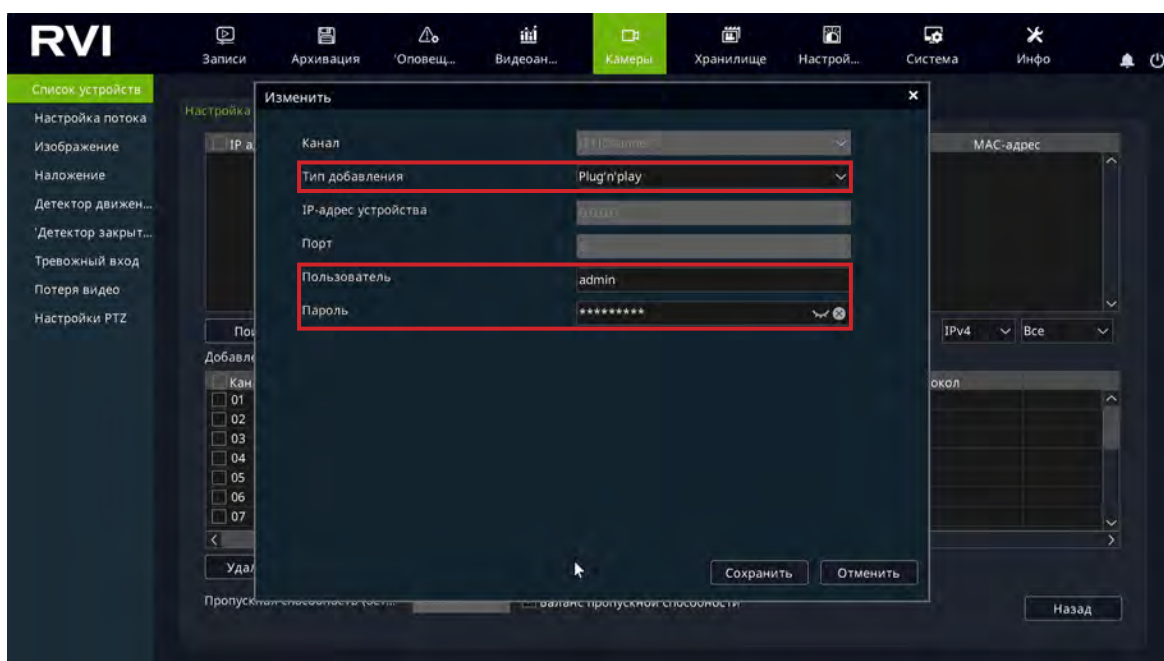 RVI
Записи
Архивация
'Оповещ...
Видеоан...
Камеры
Хранилище
Настрой...
Система
Инфо
Список устройств
Настройка потока
Изображение
Наложение
Детектор движен...
'Детектор закрыт...
Тревожный вход
Потеря видео
Настройки PTZ
Настройка
Изменить
IP а
MAC-адрес
Канал
Тип добавления
Plug'n'play
IP-адрес устройства
Порт
Пользователь
admin
Пароль
*********
Пои
IPv4
Все
Добавле
Кан
окол
01
02
03
04
05
06
07
Удал
Сохранить
Отменить
Баланс пропускной способности
Назад